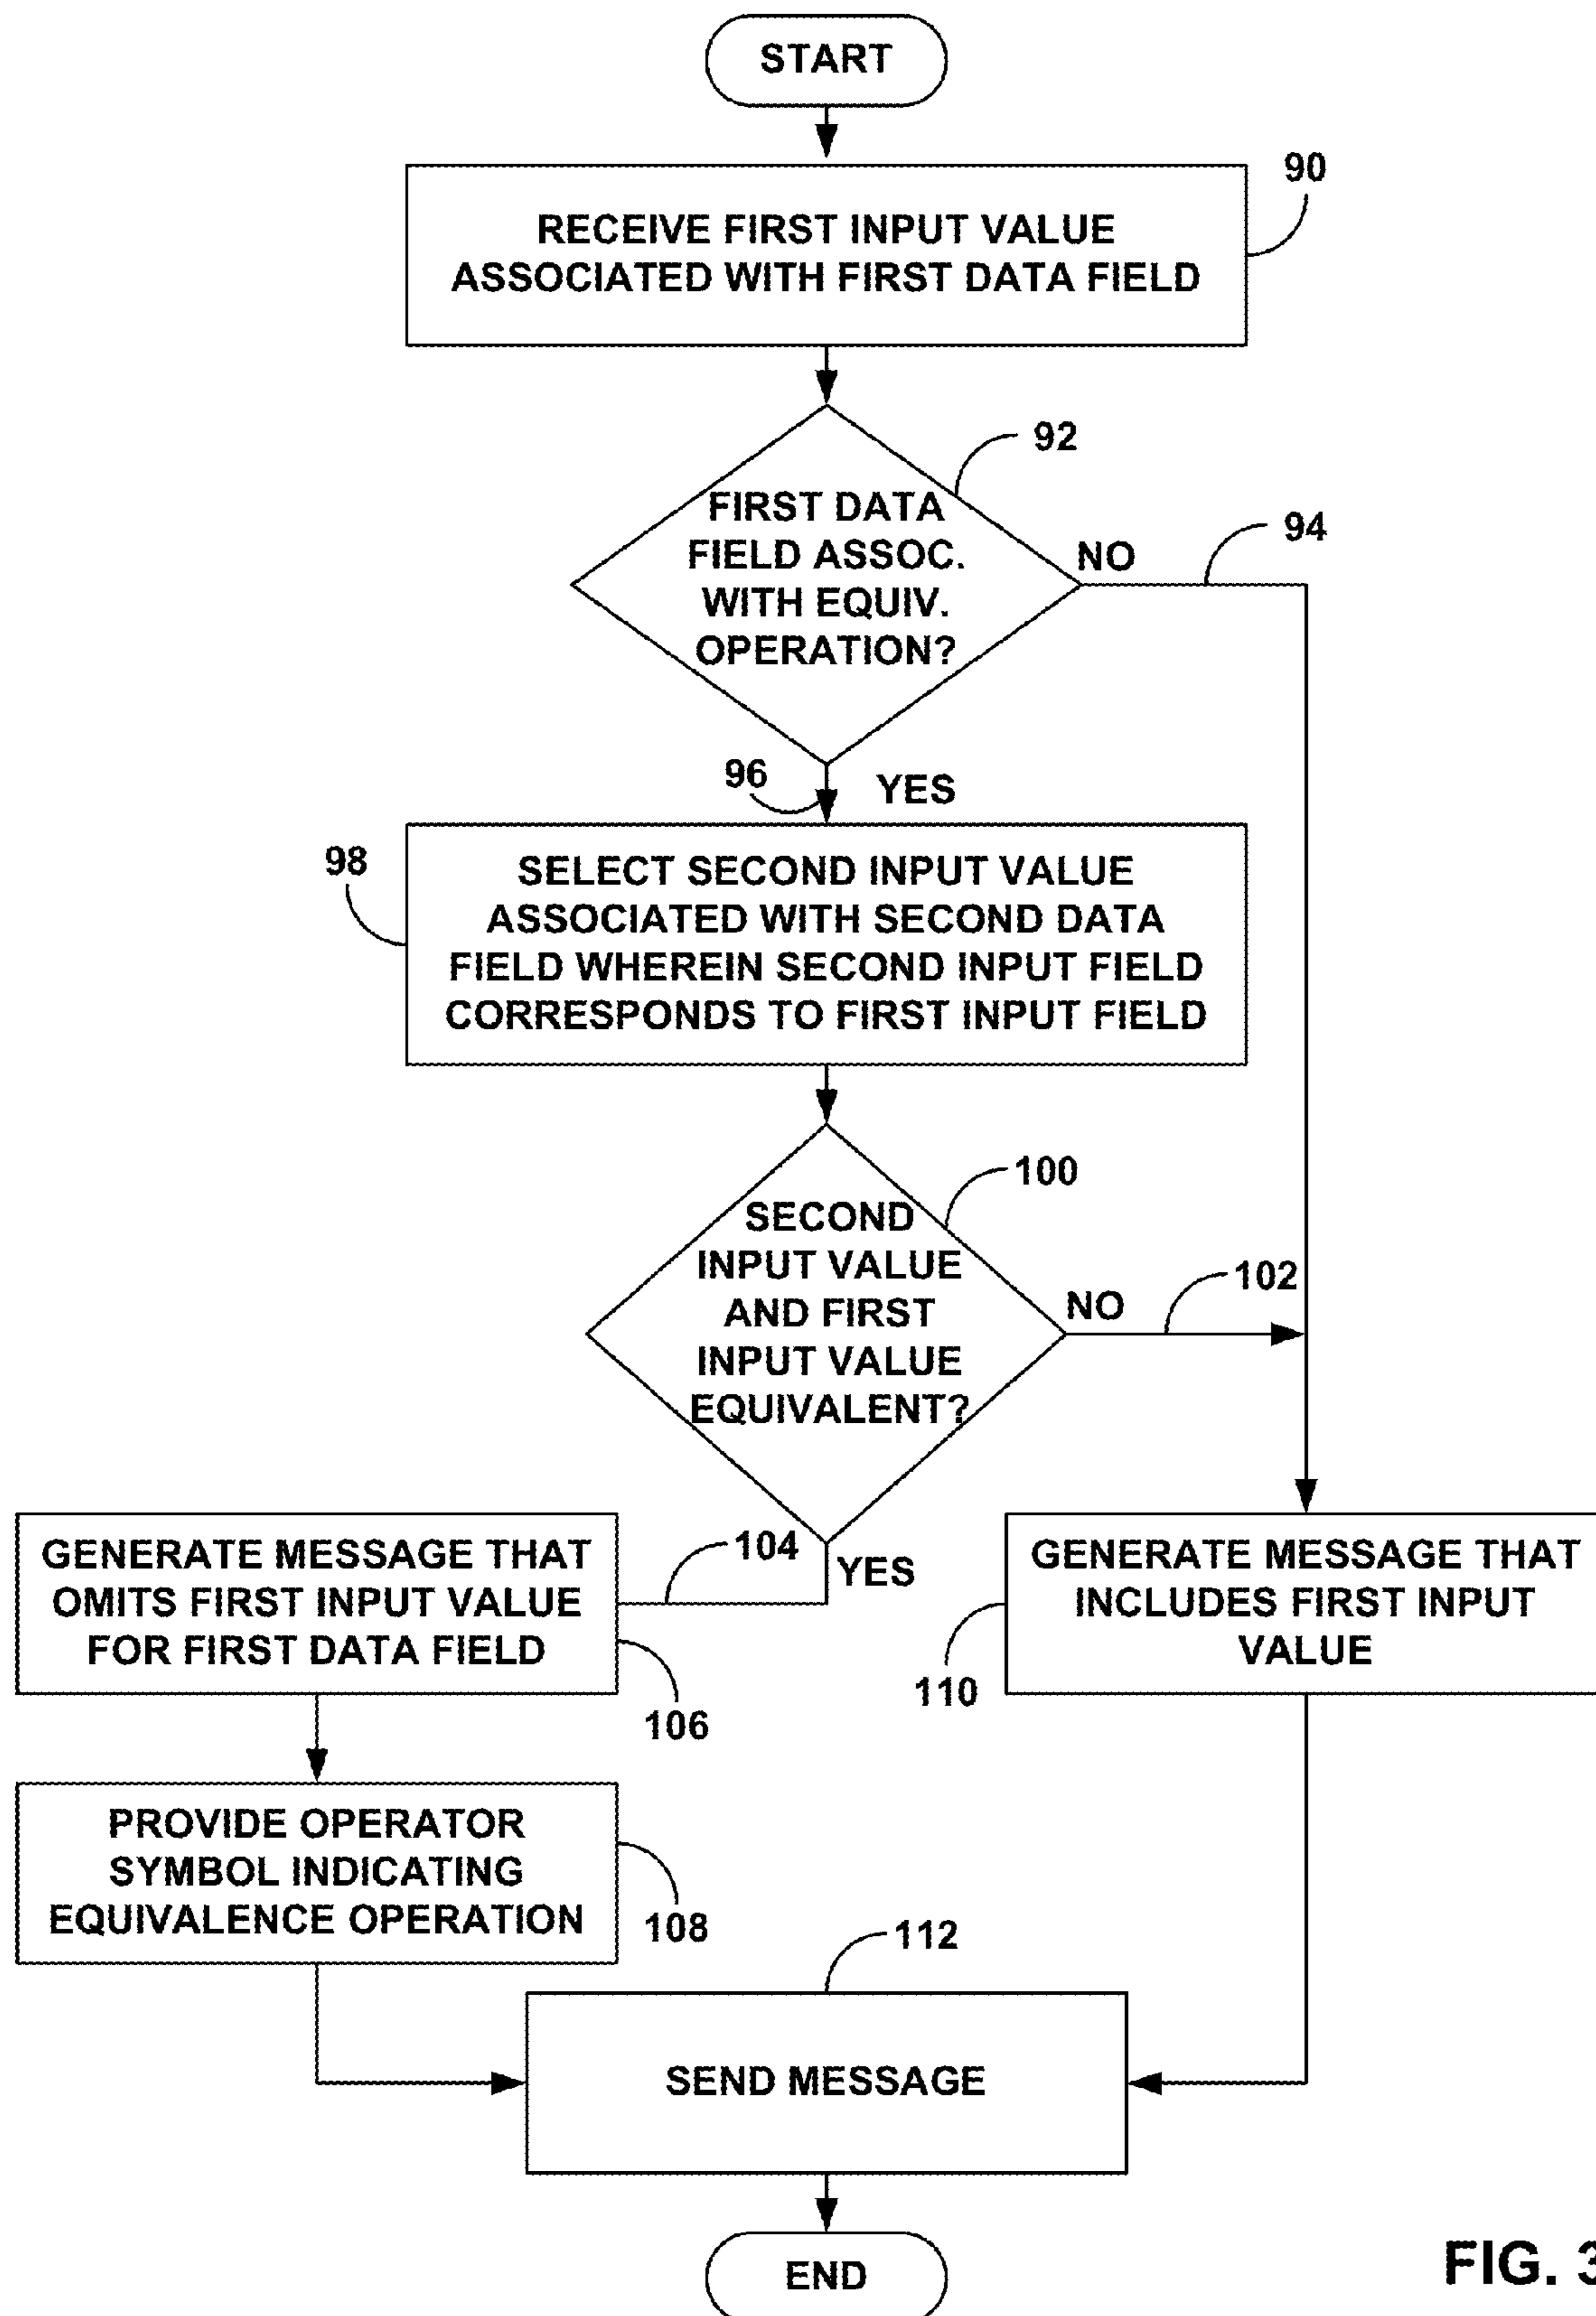 START
90
RECEIVE FIRST INPUT VALUE
ASSOCIATED WITH FIRST DATA FIELD
92
FIRST DATA
FIELD ASSOC.
WITH EQUIV.
OPERATION?
NO
94
96
YES
98
SELECT SECOND INPUT VALUE
ASSOCIATED WITH SECOND DATA
FIELD WHEREIN SECOND INPUT FIELD
CORRESPONDS TO FIRST INPUT FIELD
100
SECOND
INPUT VALUE
AND FIRST
INPUT VALUE
EQUIVALENT?
NO
102
104
YES
GENERATE MESSAGE THAT
OMITS FIRST INPUT VALUE
FOR FIRST DATA FIELD
106
GENERATE MESSAGE THAT
INCLUDES FIRST INPUT
VALUE
110
PROVIDE OPERATOR
SYMBOL INDICATING
EQUIVALENCE OPERATION
108
112
SEND MESSAGE
END
FIG. 3